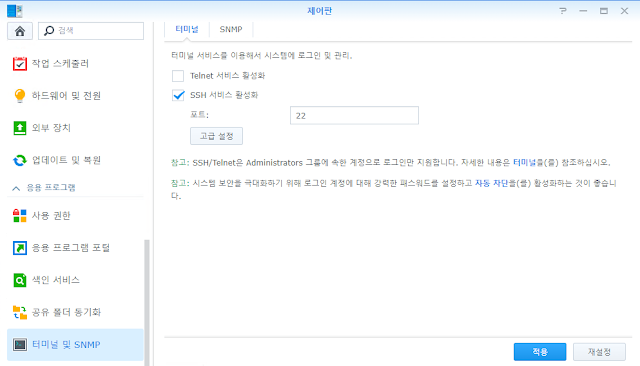 제어판
검색
작업 스케줄러
하드웨어 및 전원
외부 장치
업데이트 및 복원
응용 프로그램
사용 권한
응용 프로그램 포털
색인 서비스
공유 폴더 동기화
터미널 및 SNMP
터미널
SNMP
터미널 서비스를 이용해서 시스템에 로그인 및 관리.
Telnet 서비스 활성화
SSH 서비스 활성화
포트:
22
고급 설정
참고: SSH/Telnet은 Administrators 그룹에 속한 계정으로 로그인만 지원합니다. 자세한 내용은 터미널을(를) 참조하십시오.
참고: 시스템 보안을 극대화하기 위해 로그인 계정에 대해 강력한 패스워드를 설정하고 자동 차단을(를) 활성화하는 것이 좋습니
다.
적용
재설정